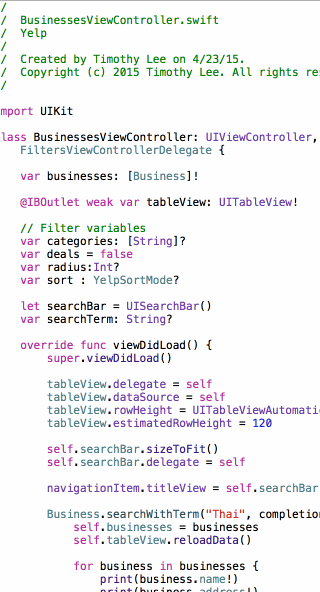 /
/  BusinessesViewController.swift
/  Yelp
/
/  Created by Timothy Lee on 4/23/15.
/  Copyright (c) 2015 Timothy Lee. All rights res
/
mport UIKit
lass BusinessesViewController: UIViewController,
FiltersViewControllerDelegate {
var businesses: [Business]!
@IBOutlet weak var tableView: UITableView!
// Filter variables
var categories: [String]?
var deals = false
var radius:Int?
var sort : YelpSortMode?
let searchBar = UISearchBar()
var searchTerm: String?
override func viewDidLoad() {
super.viewDidLoad()
tableView.delegate = self
tableView.dataSource = self
tableView.rowHeight = UITableViewAutomati
tableView.estimatedRowHeight = 120
self.searchBar.sizeToFit()
self.searchBar.delegate = self
navigationItem.titleView = self.searchBar
Business.searchWithTerm("Thai", completion
self.businesses = businesses
self.tableView.reloadData()
for business in businesses {
print(business.name!)
print(business.address!)